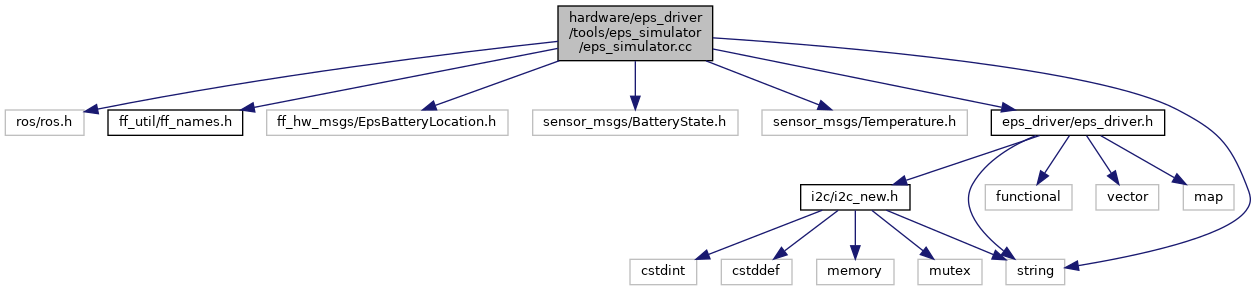 hardware/eps_driver
/tools/eps_simulator
/eps_simulator.cc
ros/ros.h
ff_util/ff_names.h
ff_hw_msgs/EpsBatteryLocation.h
sensor_msgs/BatteryState.h
sensor_msgs/Temperature.h
eps_driver/eps_driver.h
i2c/i2c_new.h
functional
vector
map
cstdint
cstddef
memory
mutex
string